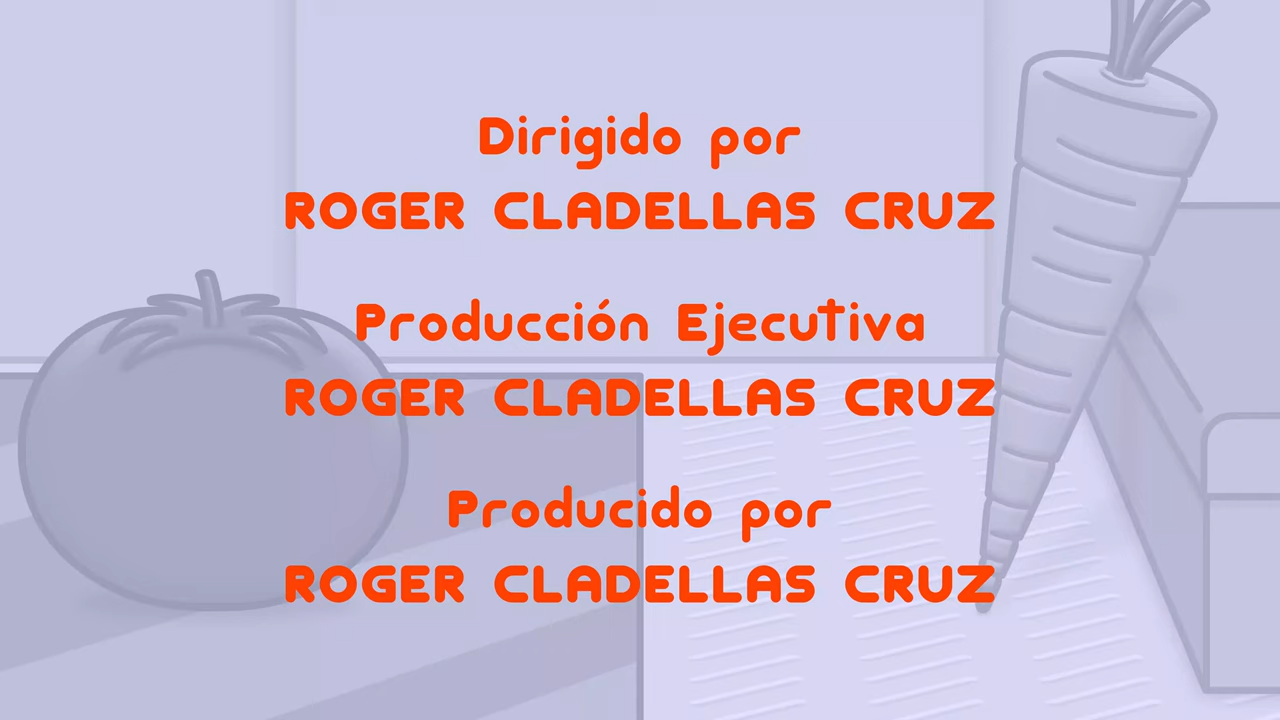 Dirigido por
ROGER CLADELLAS CRUZ
Producción Ejecutiva
ROGER CLADELLAS CRUZ
Producido por
ROGER CLADELLAS CRUZ